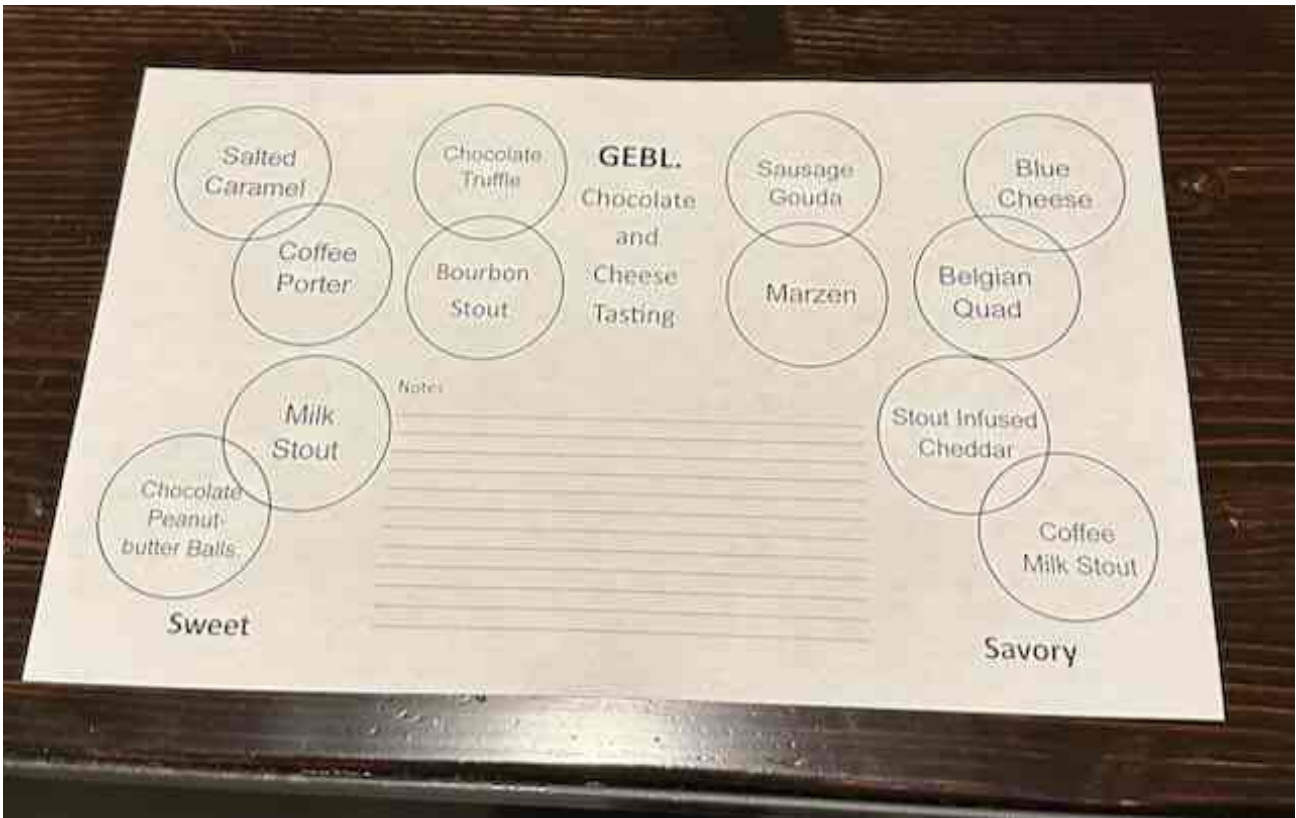 Salted
Caramel
Coffee
Porter
Chocolate
Truffle
Bourbon
Stout
GEBL.
Chocolate
and
Cheese
Tasting
Sausage
Gouda
Marzen
Blue
Cheese
Belgian
Quad
Milk
Stout
Chocolate
Peanut-
butter Balls
Sweet
Notes
Stout Infused
Cheddar
Coffee
Milk Stout
Savory